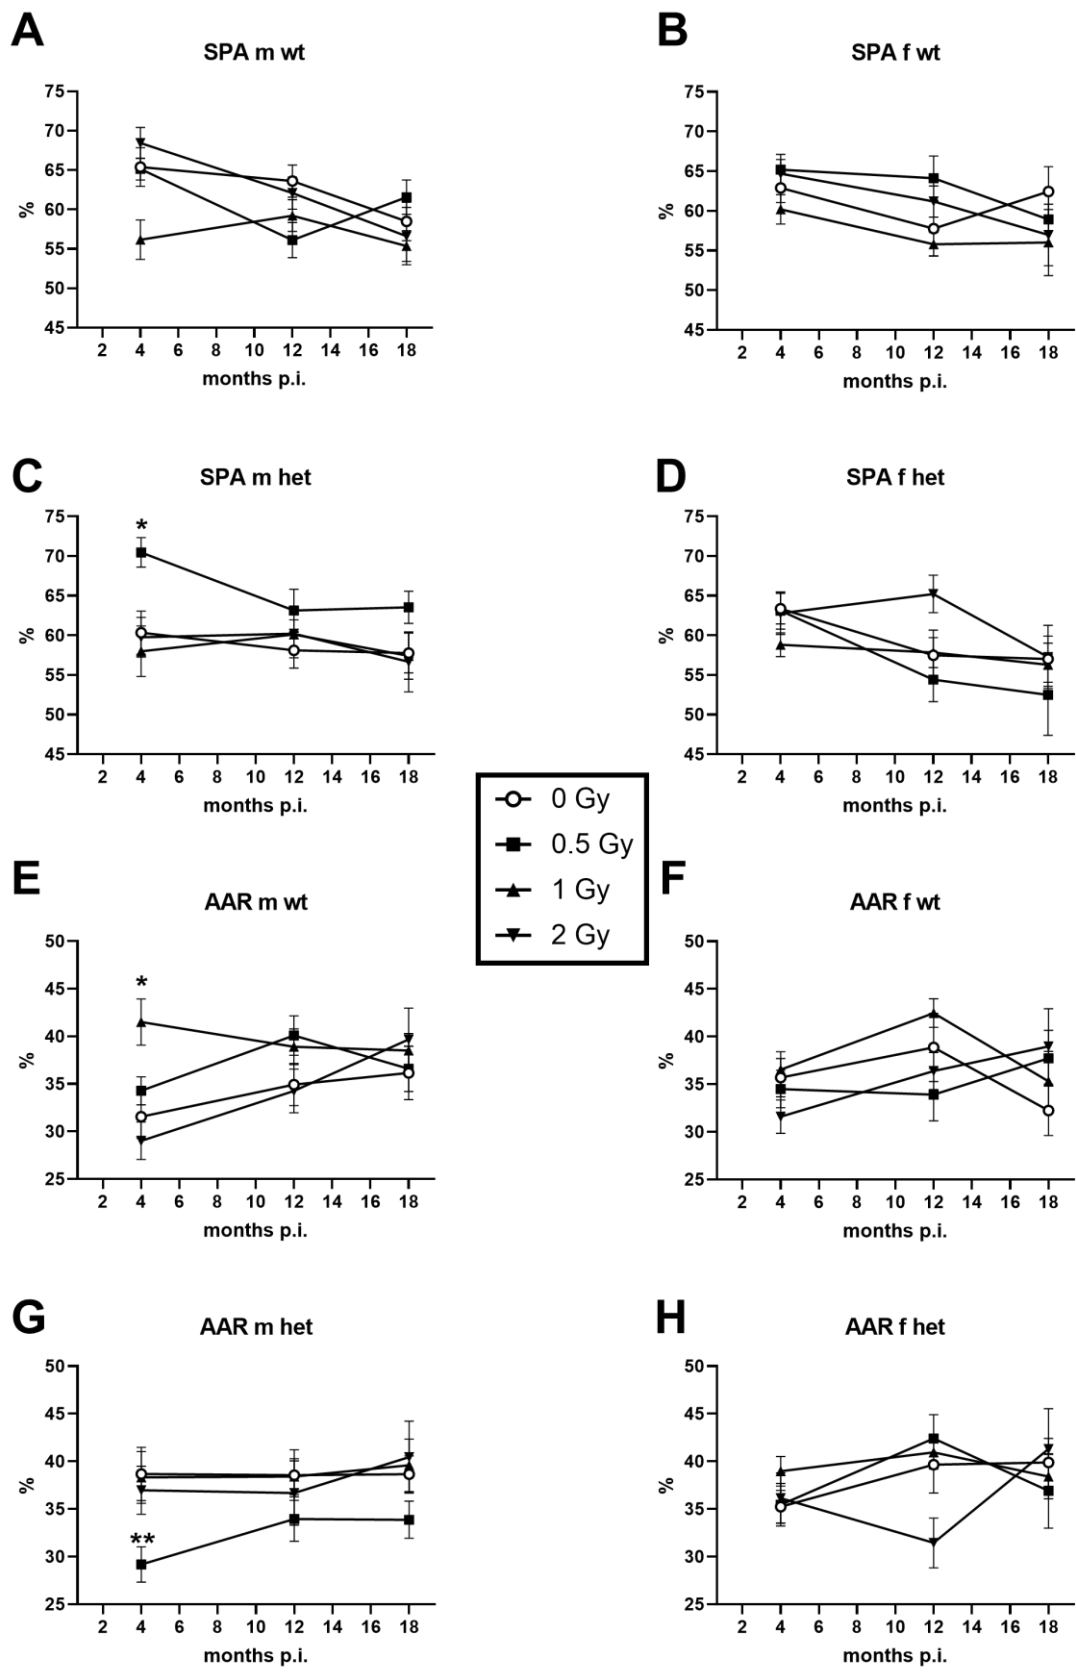 A
SPA m wt
75
70
65
60
55
50
45
%
2 4 6 8 10 12 14 16 18
months p.i.
B
SPA f wt
75
70
65
60
55
50
45
%
2 4 6 8 10 12 14 16 18
months p.i.
C
SPA m het
75
70
65
60
55
50
45
%
*
2 4 6 8 10 12 14 16 18
months p.i.
D
SPA f het
75
70
65
60
55
50
45
%
2 4 6 8 10 12 14 16 18
months p.i.
0 Gy
0.5 Gy
1 Gy
2 Gy
E
AAR m wt
50
45
40
35
30
25
%
*
2 4 6 8 10 12 14 16 18
months p.i.
F
AAR f wt
50
45
40
35
30
25
%
2 4 6 8 10 12 14 16 18
months p.i.
G
AAR m het
50
45
40
35
30
25
%
**
2 4 6 8 10 12 14 16 18
months p.i.
H
AAR f het
50
45
40
35
30
25
%
2 4 6 8 10 12 14 16 18
months p.i.